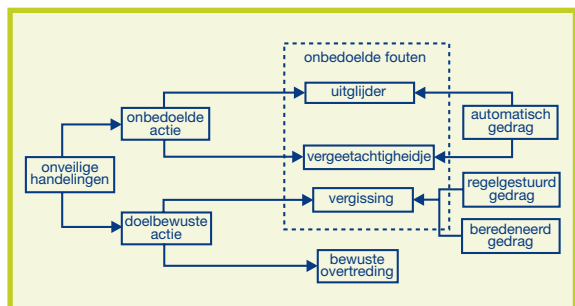 onbedoelde fouten
uitglijder
onbedoelde
actie
automatisch
gedrag
vergeetachtigheidje
onveilige
handelingen
regelgestuurd
gedrag
vergissing
doelbewuste
actie
beredeneerd
gedrag
bewuste
overtreding